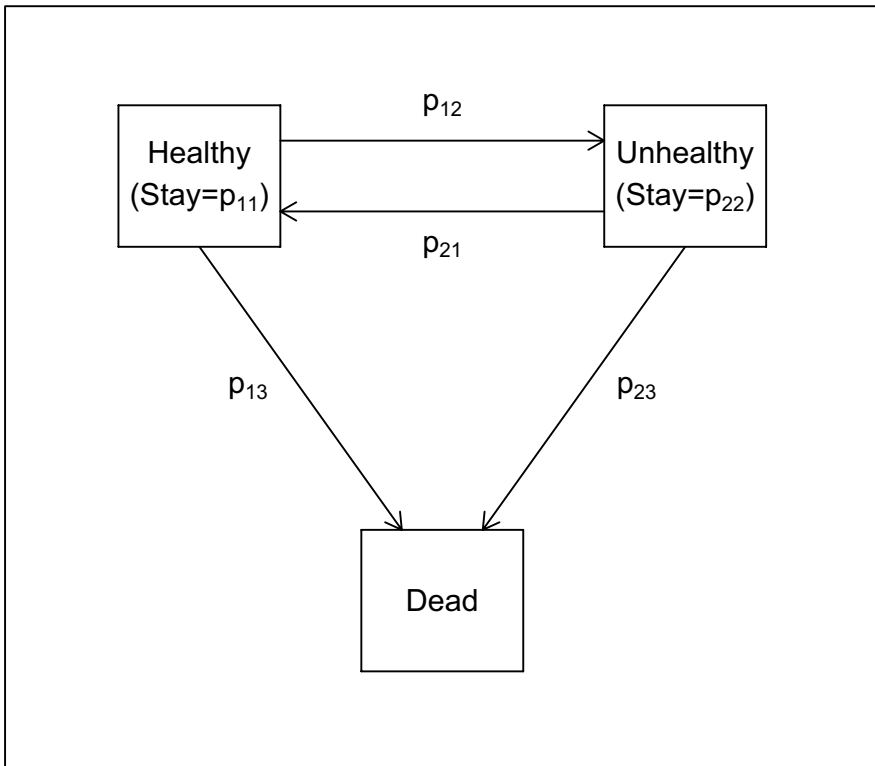 p₁₂
Healthy
(Stay=p₁₁)
Unhealthy
(Stay=p₂₂)
p₂₁
p₁₃
p₂₃
Dead